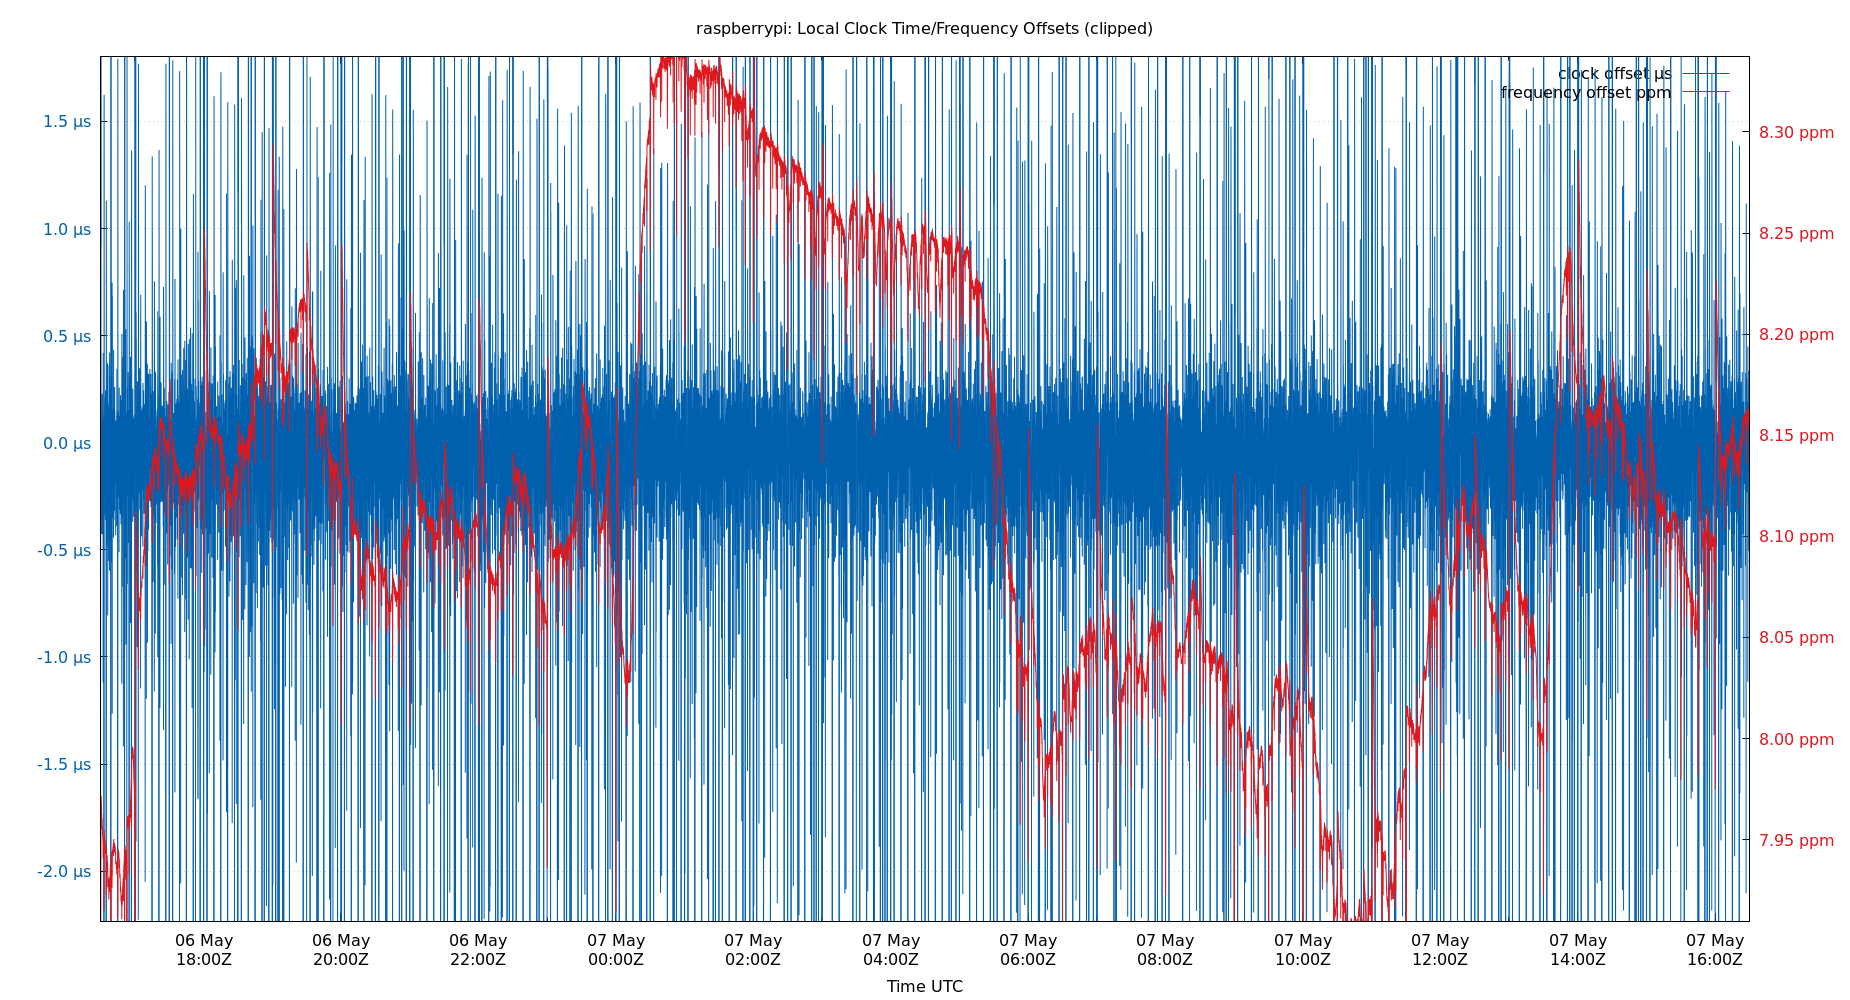 raspberrypi: Local Clock Time/Frequency Offsets (clipped)
clock offset µs
frequency offset ppm
1.5 µs
1.0 µs
0.5 µs
0.0 µs
-0.5 µs
-1.0 µs
-1.5 µs
-2.0 µs
8.30 ppm
8.25 ppm
8.20 ppm
8.15 ppm
8.10 ppm
8.05 ppm
8.00 ppm
7.95 ppm
06 May 06 May 06 May 07 May 07 May 07 May 07 May 07 May 07 May 07 May 07 May 07 May
18:00Z 20:00Z 22:00Z 00:00Z 02:00Z 04:00Z 06:00Z 08:00Z 10:00Z 12:00Z 14:00Z 16:00Z
Time UTC